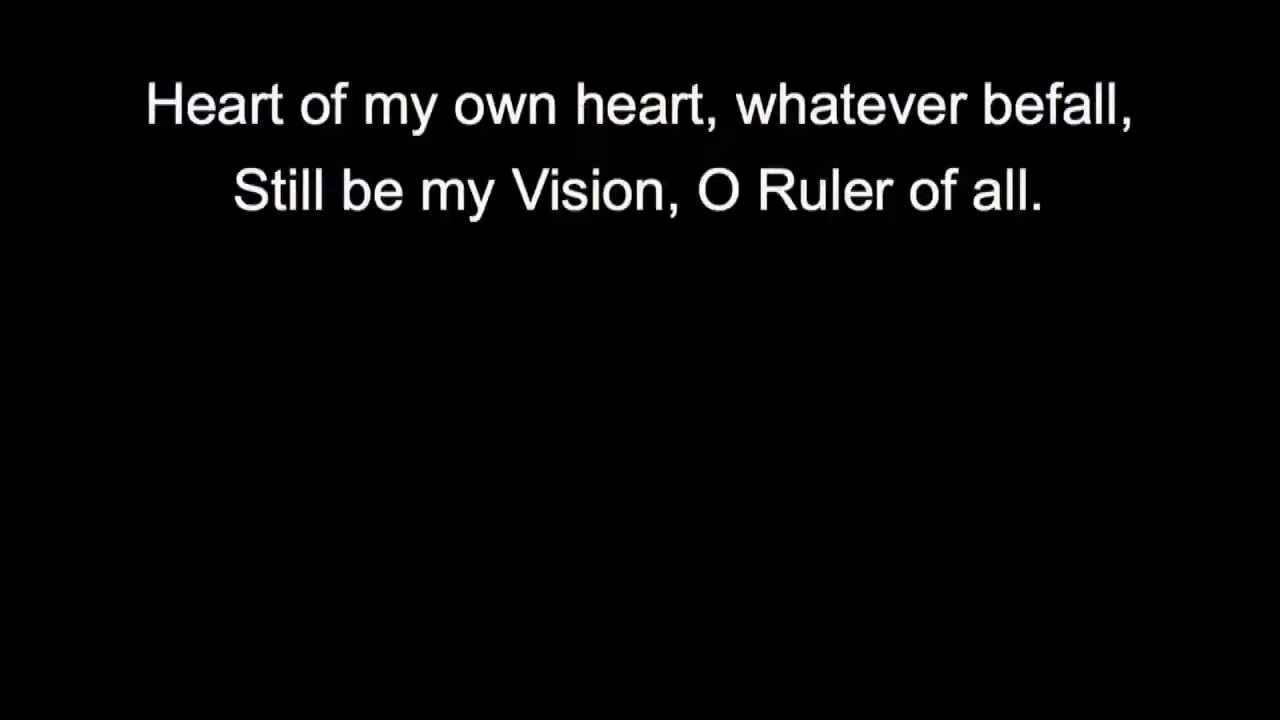 Heart of my own heart, whatever befall,
Still be my Vision, O Ruler of all.